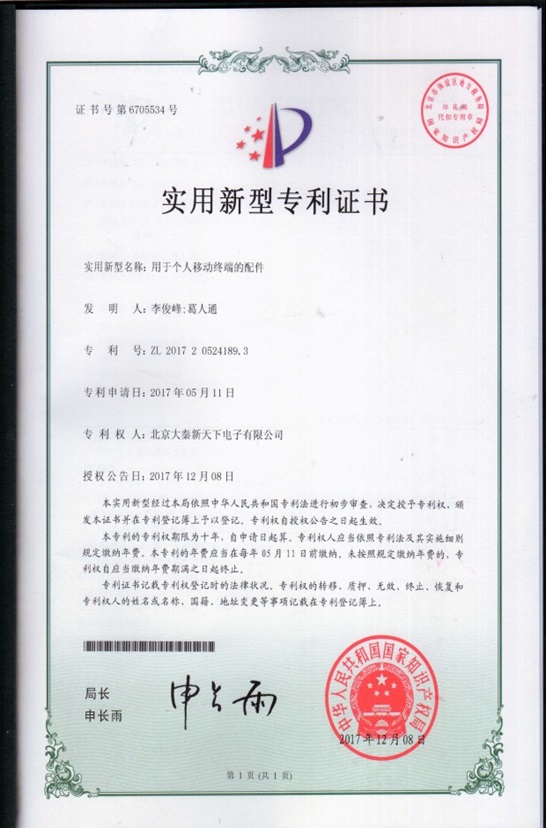 证书号第6705534号
实用新型专利证书
实用新型名称：用于个人移动终端的配件
发明人：李俊峰;葛人通
专利号：ZL 2017 2 0524189.3
专利申请日：2017年05月11日
专利权人：北京大秦新天下电子有限公司
授权公告日：2017年12月08日
本实用新型经过本局依照中华人民共和国专利法进行初步审查，决定授予专利权，颁
发本证书并在专利登记簿上予以登记。专利权自授权公告之日起生效。
本专利的专利权期限为十年，自申请日起算。专利权人应当依照专利法及其实施细则
规定缴纳年费。本专利的年费应当在每年05月11日前缴纳。未按照规定缴纳年费的，专利
权自应当缴纳年费期满之日起终止。
专利证书记载专利权登记时的法律状况。专利权的转移、质押、无效、终止、恢复和
专利权人的姓名或名称、国籍、地址变更等事项记载在专利登记簿上。
局长
申长雨
申长雨
中华人民共和国国家知识产权局
2017年12月08日
第1页(共1页)
代扣专用章
国家知识产权局